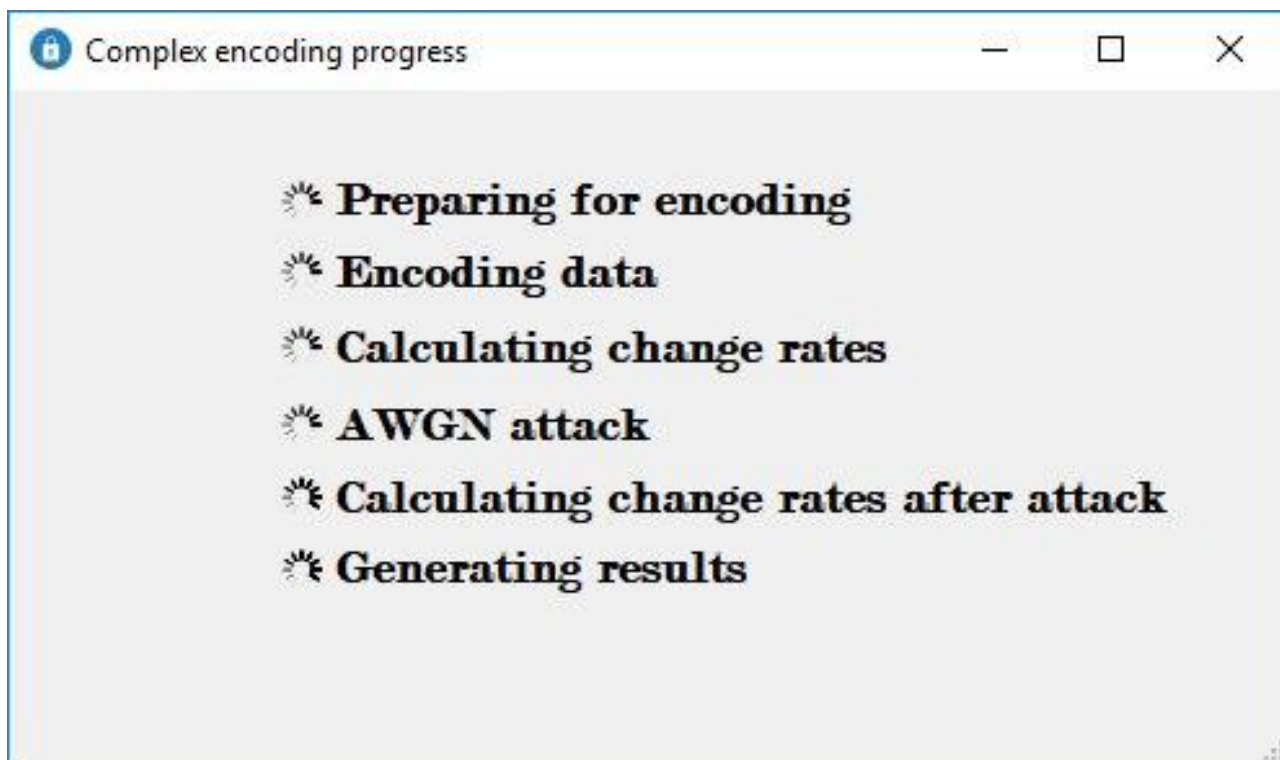 Complex encoding progress
Preparing for encoding
Encoding data
Calculating change rates
AWGN attack
Calculating change rates after attack
Generating results